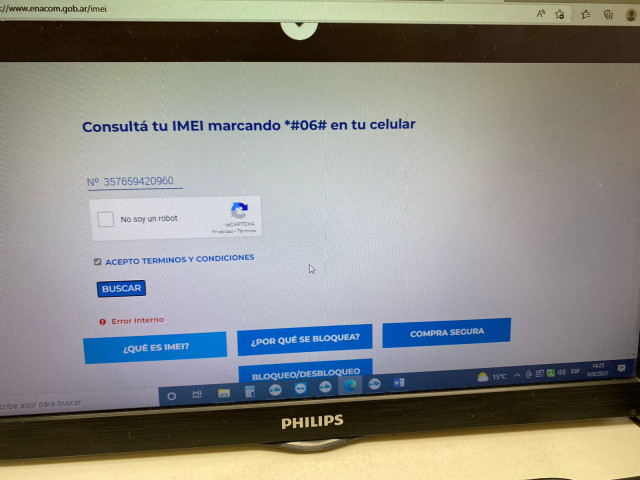 ://www.enacom.gob.ar/imei
Consultá tu IMEI marcando *#06# en tu celular
Nº 357659420960
No soy un robot
reCAPTCHA
Privacidad - Términos
ACEPTO TERMINOS Y CONDICIONES
BUSCAR
Error Interno
¿QUÉ ES IMEI?
¿POR QUÉ SE BLOQUEA?
COMPRA SEGURA
BLOQUEO/DESBLOQUEO
cribe aquí para buscar
15°C
ESP
14:25
PHILIPS